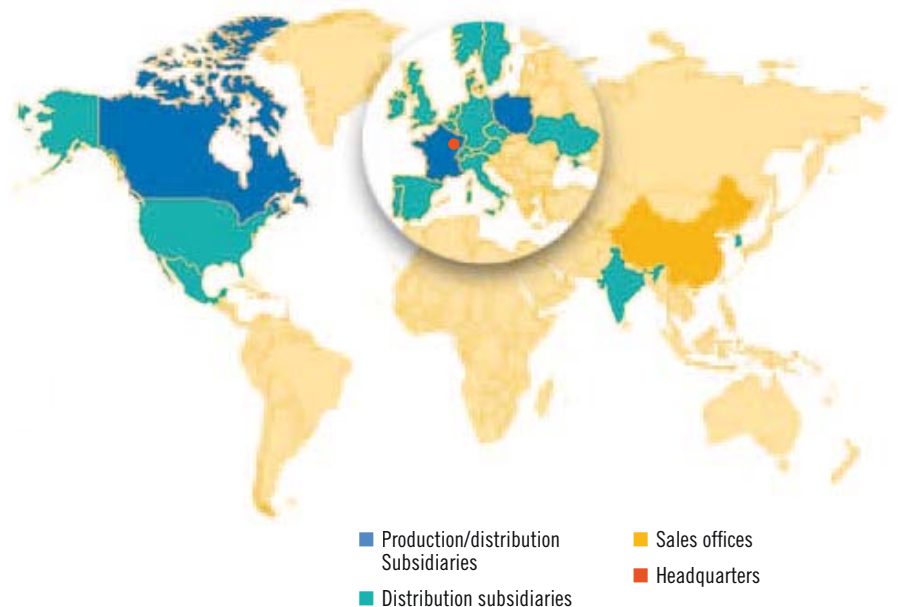 Production/distribution
Subsidiaries
Distribution subsidiaries
Sales offices
Headquarters